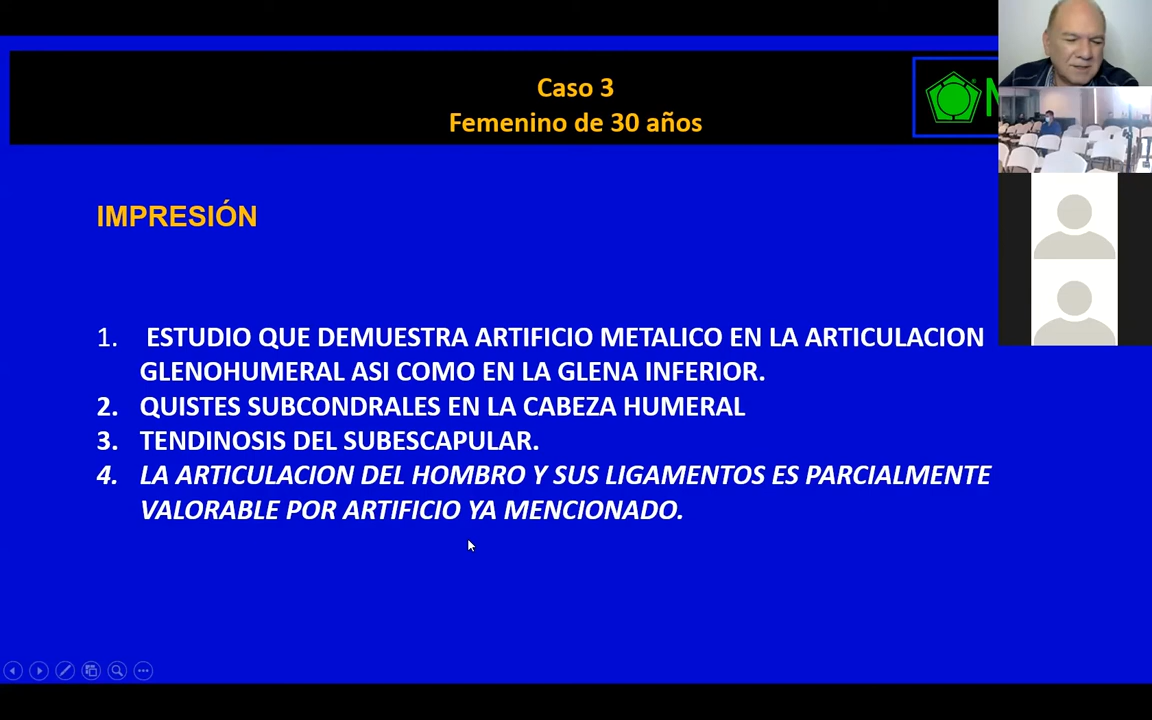 Caso 3
Femenino de 30 años
IMPRESIÓN
1. ESTUDIO QUE DEMUESTRA ARTIFICIO METALICO EN LA ARTICULACION
GLENOHUMERAL ASI COMO EN LA GLENA INFERIOR.
2. QUISTES SUBCONDRALES EN LA CABEZA HUMERAL
3. TENDINOSIS DEL SUBESCAPULAR.
4. LA ARTICULACION DEL HOMBRO Y SUS LIGAMENTOS ES PARCIALMENTE
VALORABLE POR ARTIFICIO YA MENCIONADO.